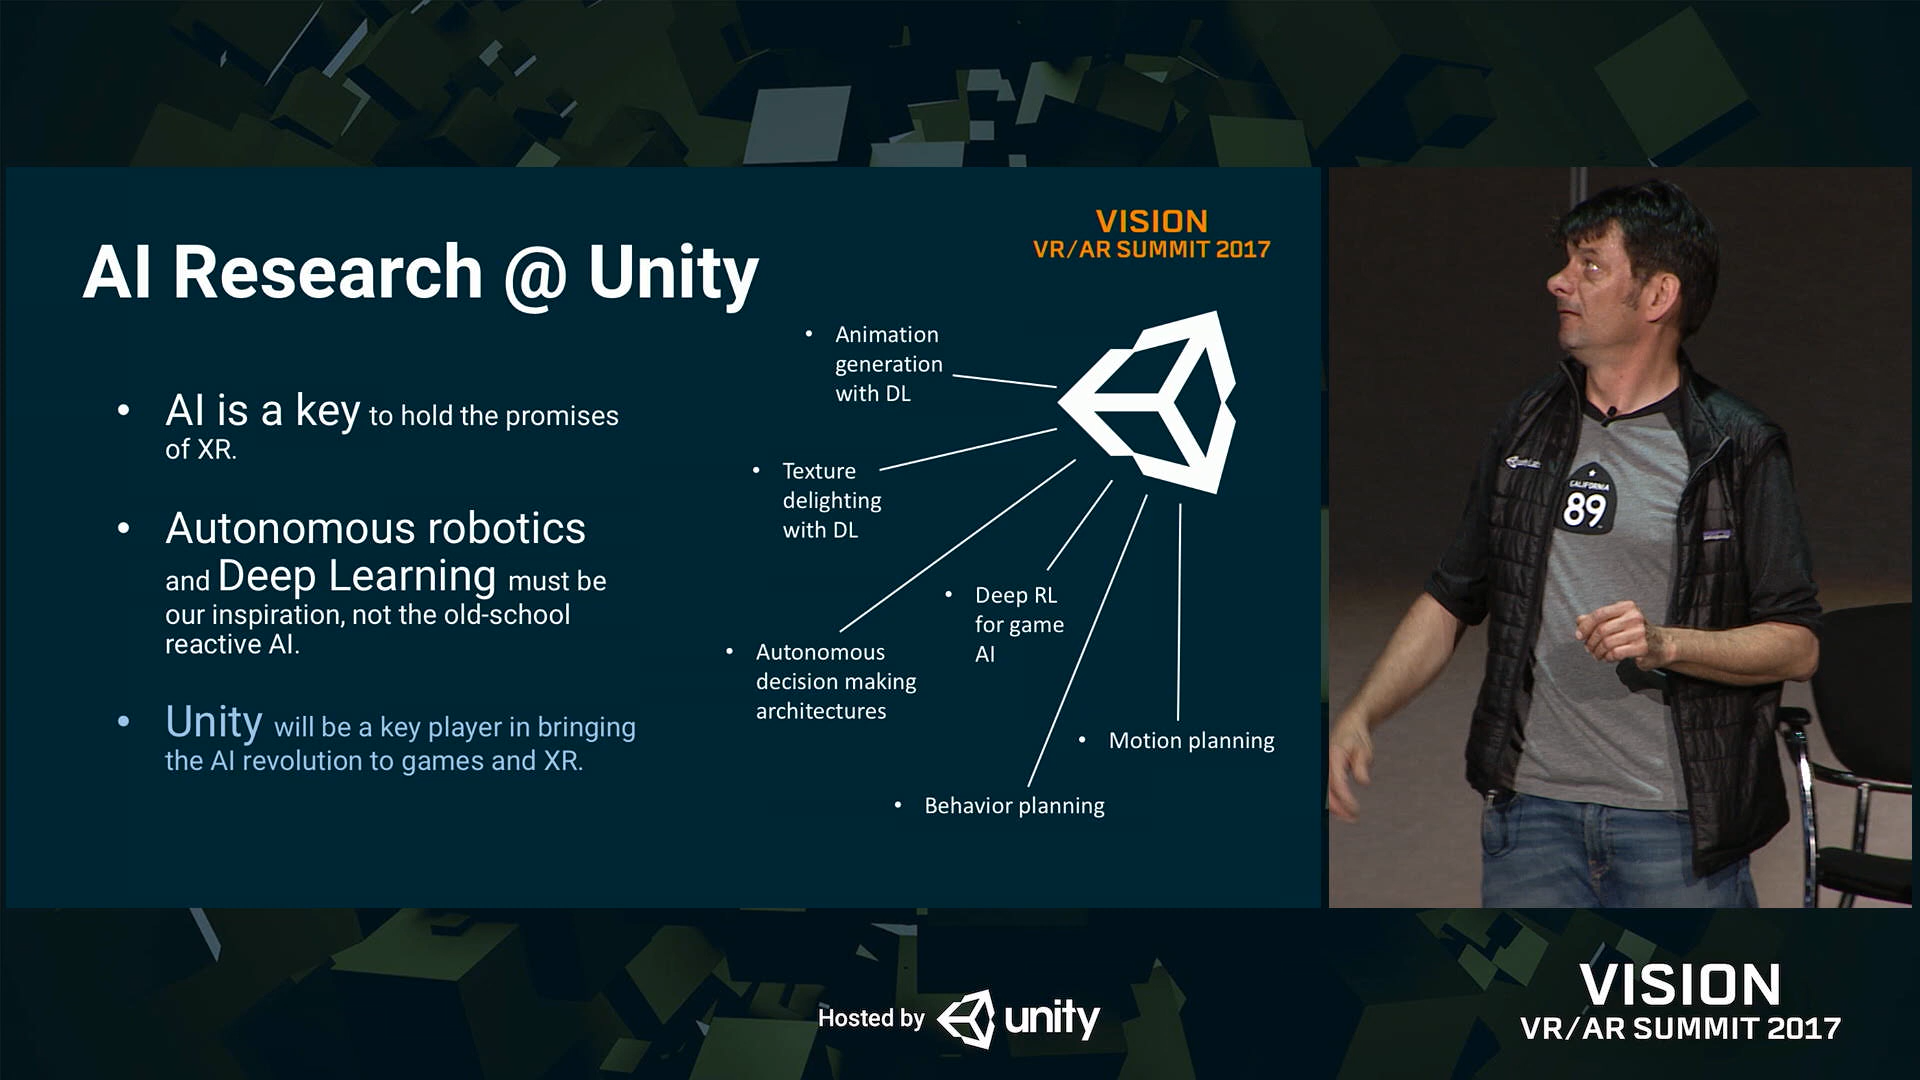 VISION
VR/AR SUMMIT 2017
AI Research @ Unity
AI is a key to hold the promises
of XR.
Autonomous robotics
and Deep Learning must be
our inspiration, not the old-school
reactive AI.
Unity will be a key player in bringing
the AI revolution to games and XR.
Animation
generation
with DL
Texture
delighting
with DL
Autonomous
decision making
architectures
Deep RL
for game
AI
Motion planning
Behavior planning
CALIFORNIA
89
Hosted by unity
VISION
VR/AR SUMMIT 2017